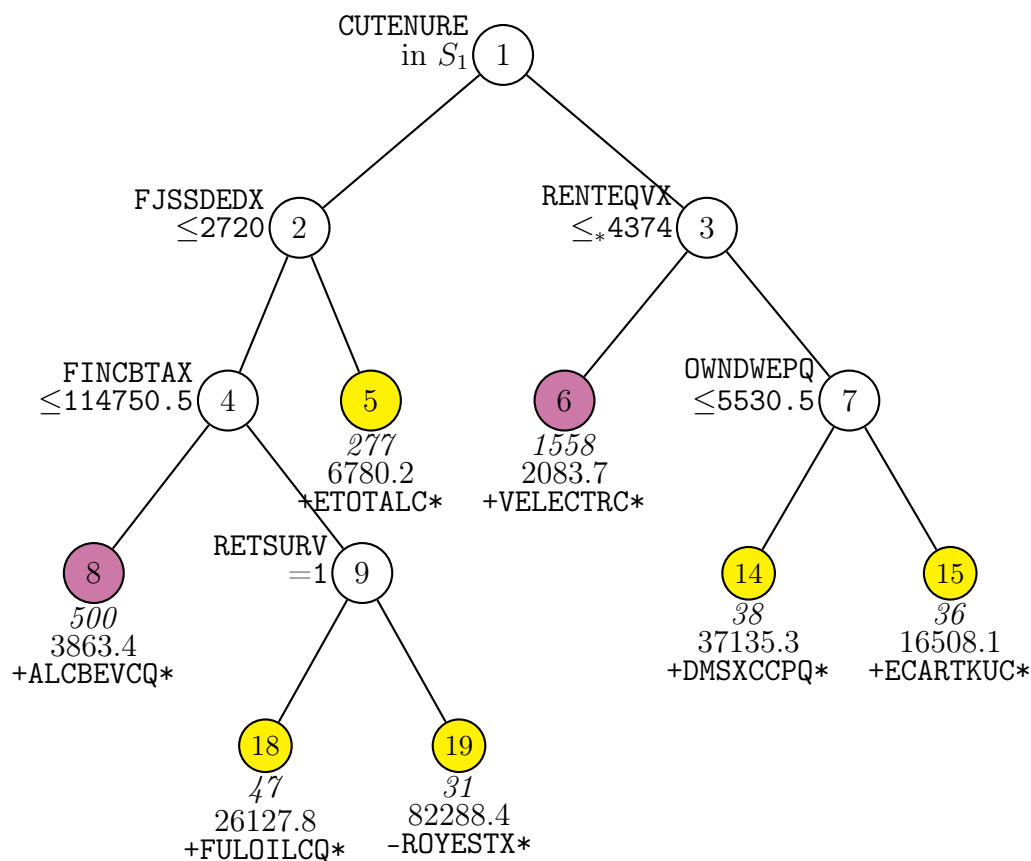 CUTENURE
in S₁
1
FJSSDEDX
≤2720
2
RENTEQVX
≤*4374
3
FINCBTAX
≤114750.5
4
5
277
6780.2
+ETOTALC*
6
1558
2083.7
+VELECTRC*
OWNDWEPQ
≤5530.5
7
8
500
3863.4
+ALCBEVCQ*
RETSURV
=1
9
14
38
37135.3
+DMSXCCPQ*
15
36
16508.1
+ECARTKUC*
18
47
26127.8
+FULOILCQ*
19
31
82288.4
-ROYESTX*